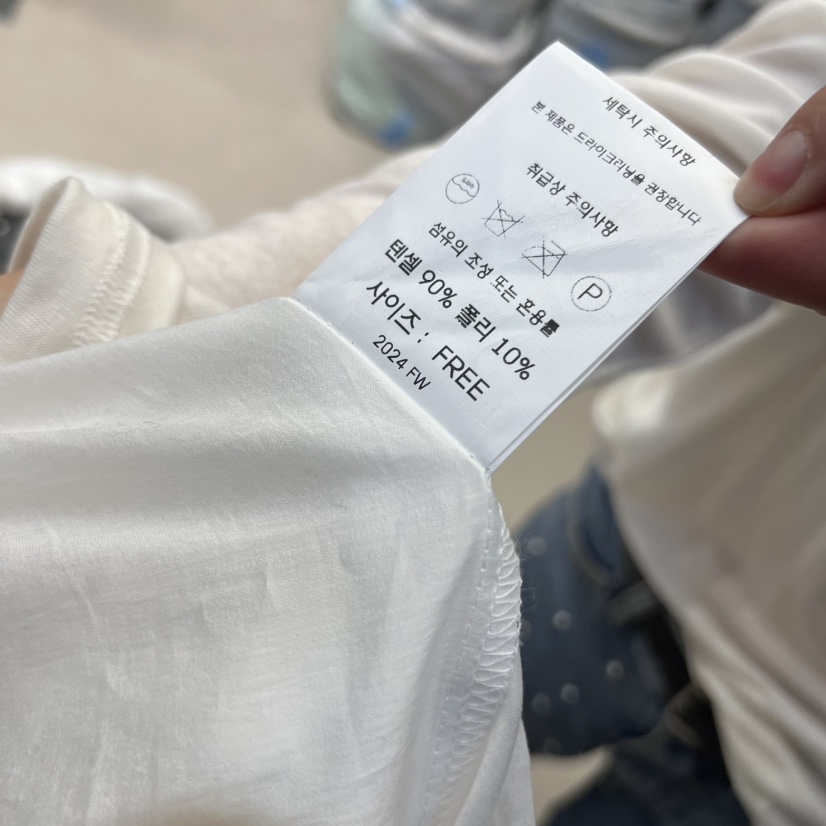 세탁시 주의사항
본 제품은 드라이크리닝을 권장합니다
취급상 주의사항
P
섬유의 조성 또는 혼용률
텐셀 90% 폴리 10%
사이즈 : FREE
2024 FW